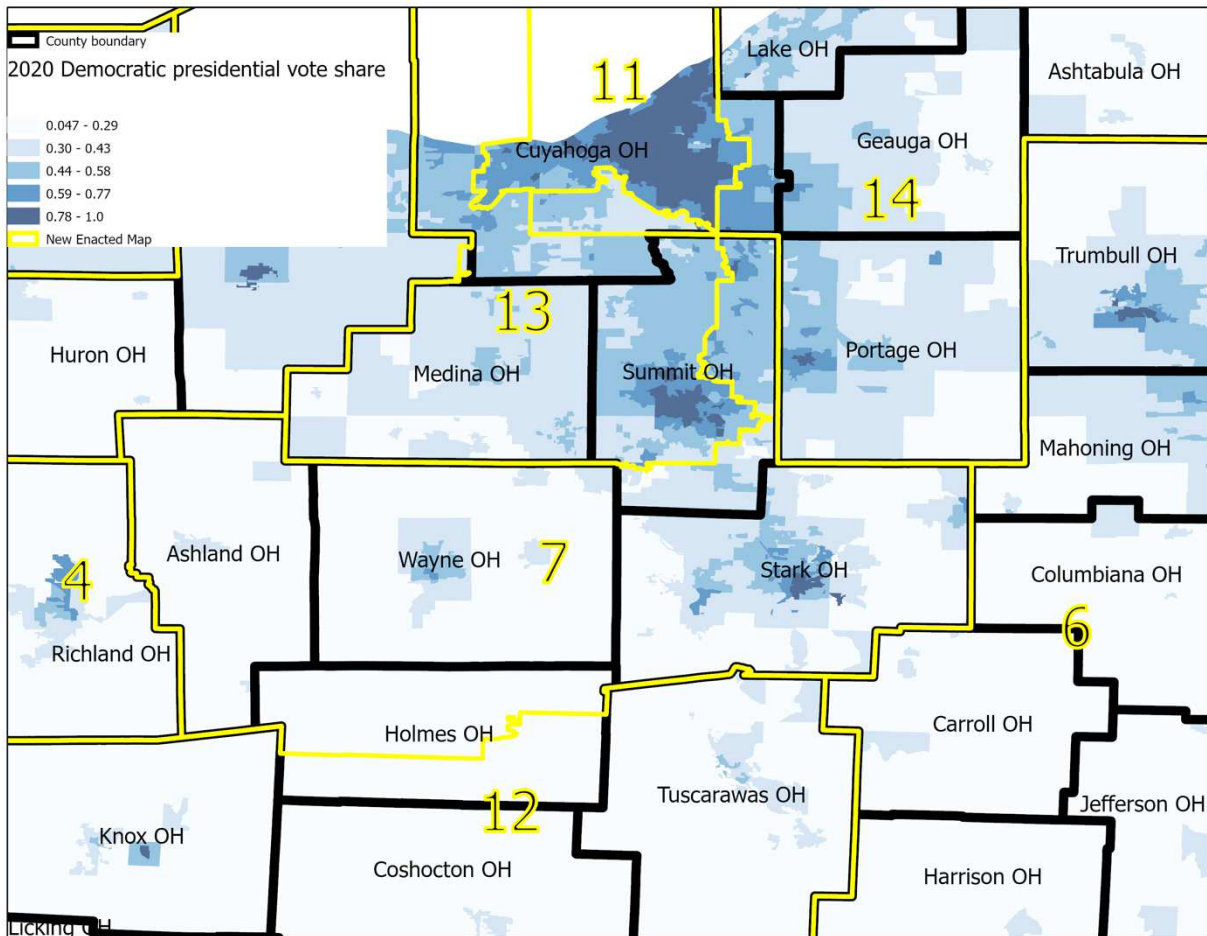 County boundary
2020 Democratic presidential vote share
0.047 - 0.29
0.30 - 0.43
0.44 - 0.58
0.59 - 0.77
0.78 - 1.0
New Enacted Map
11
Lake OH
Ashtabula OH
Cuyahoga OH
Geauga OH
14
Trumbull OH
13
Huron OH
Medina OH
Summit OH
Portage OH
Mahoning OH
4
Ashland OH
Wayne OH
7
Stark OH
Columbiana OH
6
Richland OH
Holmes OH
Carroll OH
12
Tuscarawas OH
Jefferson OH
Knox OH
Coshocton OH
Harrison OH
Licking OH